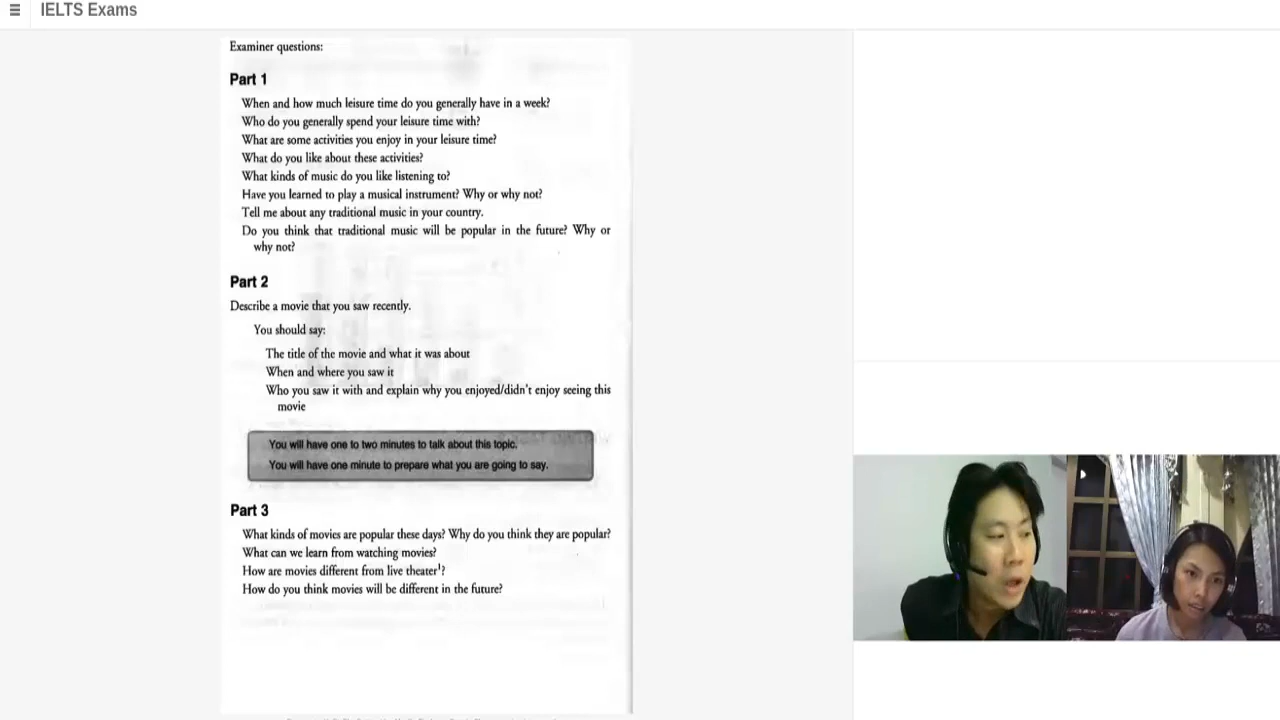 IELTS Exams
Examiner questions:
Part 1
When and how much leisure time do you generally have in a week?
Who do you generally spend your leisure time with?
What are some activities you enjoy in your leisure time?
What do you like about these activities?
What kinds of music do you like listening to?
Have you learned to play a musical instrument? Why or why not?
Tell me about any traditional music in your country.
Do you think that traditional music will be popular in the future? Why or
why not?
Part 2
Describe a movie that you saw recently.
You should say:
The title of the movie and what it was about
When and where you saw it
Who you saw it with and explain why you enjoyed/didn't enjoy seeing this
movie
You will have one to two minutes to talk about this topic.
You will have one minute to prepare what you are going to say.
Part 3
What kinds of movies are popular these days? Why do you think they are popular?
What can we learn from watching movies?
How are movies different from live theater¹?
How do you think movies will be different in the future?